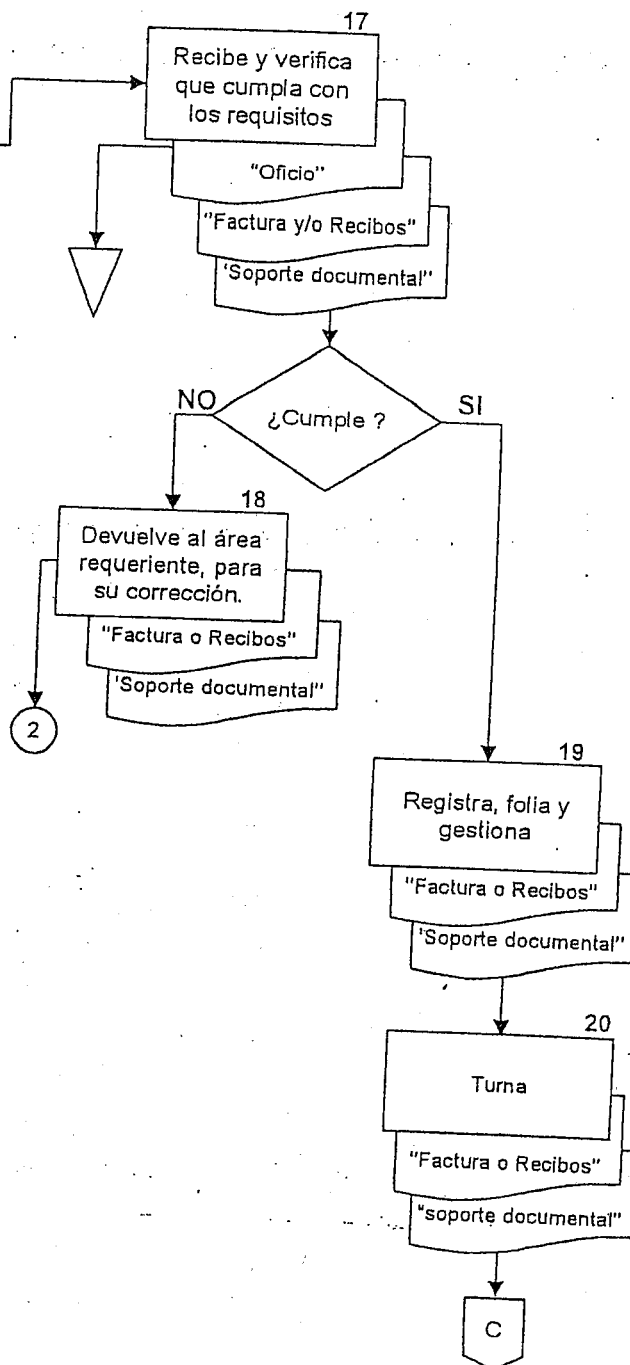 17
Recibe y verifica
que cumpla con
los requisitos
"Oficio"
"Factura y/o Recibos"
'Soporte documental"
¿Cumple ?
NO
SI
18
Devuelve al área
requeriente, para
su corrección.
"Factura o Recibos"
'Soporte documental"
2
19
Registra, folia y
gestiona
"Factura o Recibos"
'Soporte documental"
20
Turna
"Factura o Recibos"
"soporte documental"
C